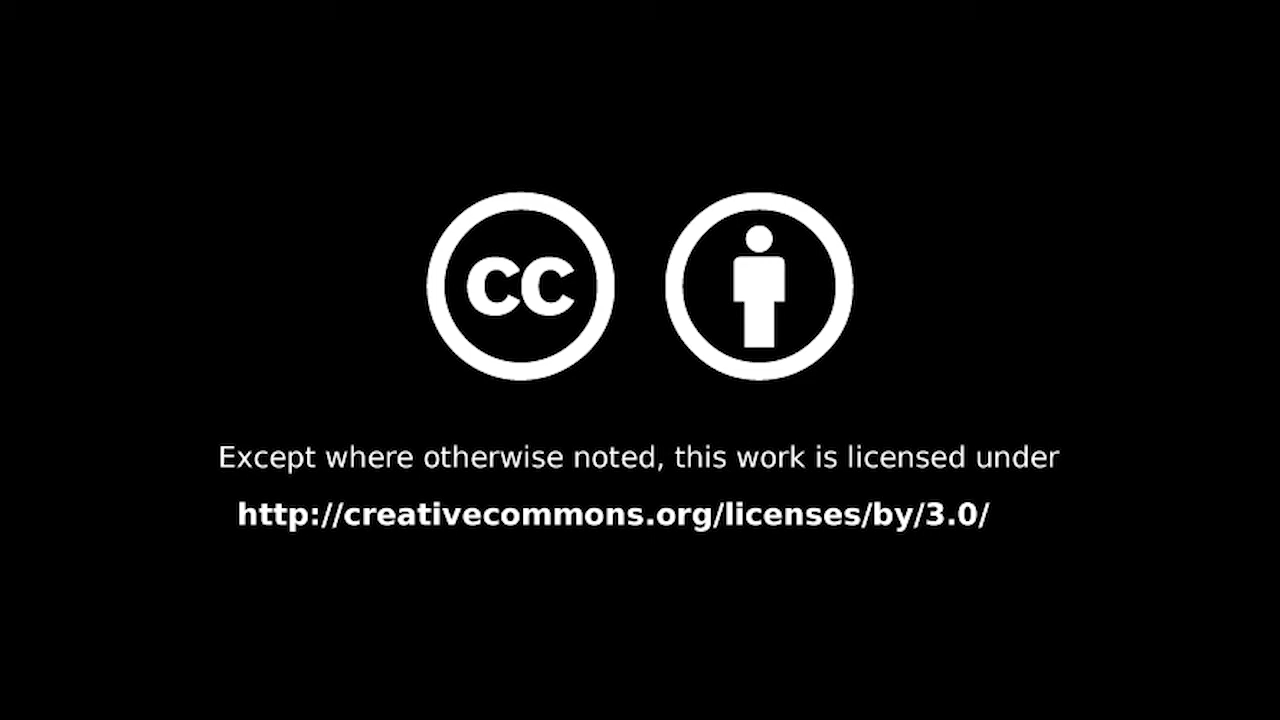 cc
Except where otherwise noted, this work is licensed under
http://creativecommons.org/licenses/by/3.0/